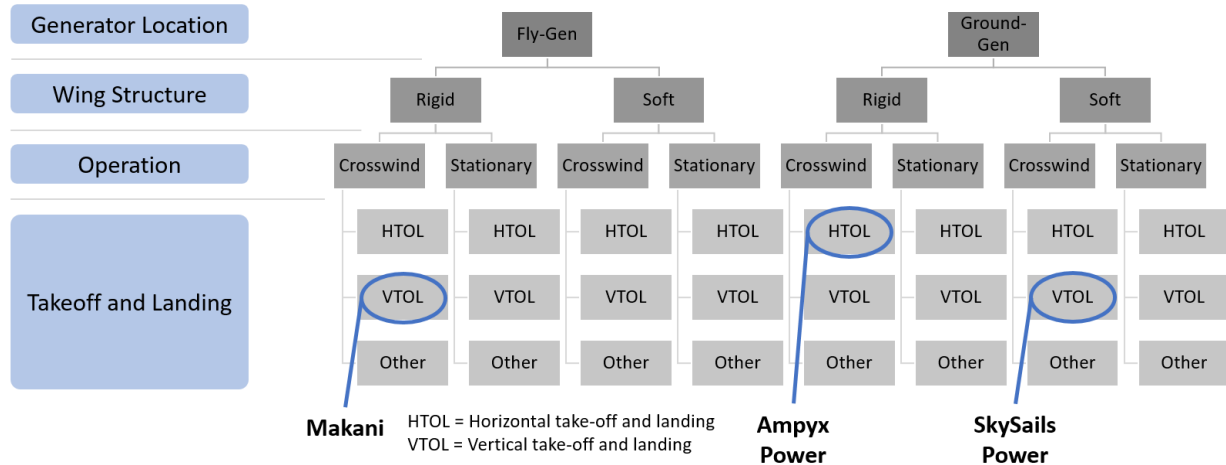 Generator Location
Fly-Gen
Ground-
Gen
Wing Structure
Rigid
Soft
Rigid
Soft
Operation
Crosswind
Stationary
Crosswind
Stationary
Crosswind
Stationary
Crosswind
Stationary
Takeoff and Landing
HTOL
HTOL
HTOL
HTOL
HTOL
HTOL
HTOL
HTOL
VTOL
VTOL
VTOL
VTOL
VTOL
VTOL
VTOL
VTOL
Other
Other
Other
Other
Other
Other
Other
Other
Makani
HTOL = Horizontal take-off and landing
VTOL = Vertical take-off and landing
Ampyx
Power
SkySails
Power